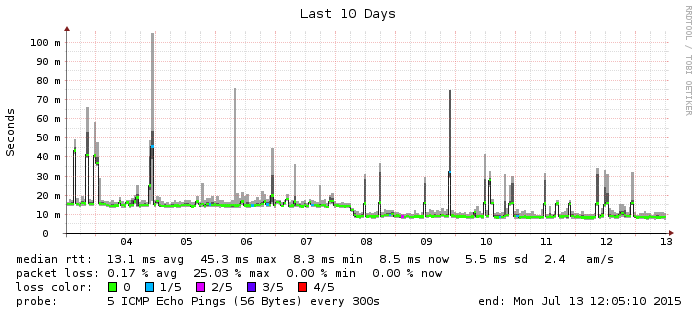 Last 10 Days
RRDTOOL / TOBI OETIKER
Seconds
100 m
90 m
80 m
70 m
60 m
50 m
40 m
30 m
20 m
10 m
0
04 05 06 07 08 09 10 11 12 13
median rtt: 13.1 ms avg 45.3 ms max 8.3 ms min 8.5 ms now 5.5 ms sd 2.4 am/s
packet loss: 0.17 % avg 25.03 % max 0.00 % min 0.00 % now
loss color: 0 1/5 2/5 3/5 4/5
probe: 5 ICMP Echo Pings (56 Bytes) every 300s end: Mon Jul 13 12:05:10 2015